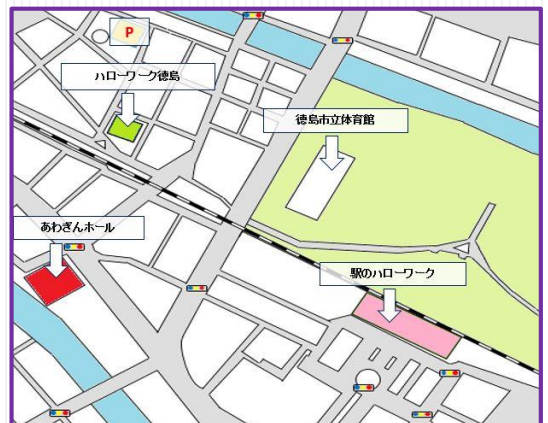 P
ハローワーク徳島
徳島市立体育館
あわぎんホール
駅のハローワーク